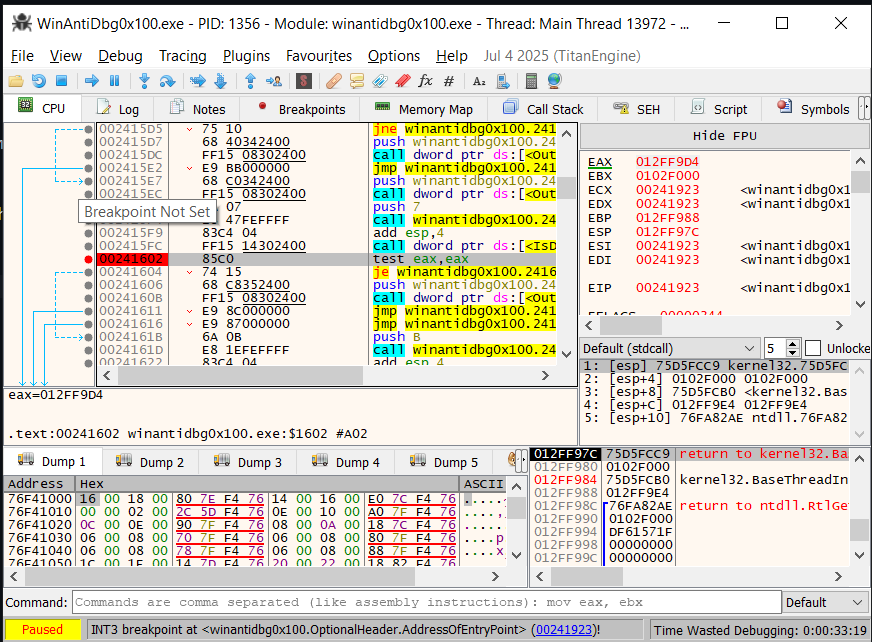 WinAntiDbg0x100.exe - PID: 1356 - Module: winantidbg0x100.exe - Thread: Main Thread 13972 - ...
File View Debug Tracing Plugins Favourites Options Help Jul 4 2025 (TitanEngine)
CPU Log Notes Breakpoints Memory Map Call Stack SEH Script Symbols
002415D5 75 10 jne winantidbg0x100.241
002415D7 68 40342400 push winantidbg0x100.24
002415DC FF15 08302400 call dword ptr ds:[<Out
002415E2 E9 BB000000 jmp winantidbg0x100.241
002415E7 68 C0342400 push winantidbg0x100.24
002415EC FF15 08302400 call dword ptr ds:[<Out
07 push 7
47FEFFFF call winantidbg0x100.24
Breakpoint Not Set
002415F9 83C4 04 add esp,4
002415FC FF15 14302400 call dword ptr ds:[<IsD
00241602 85C0 test eax,eax
00241604 74 15 je winantidbg0x100.2416
00241606 68 C8352400 push winantidbg0x100.24
0024160B FF15 08302400 call dword ptr ds:[<Out
00241611 E9 8C000000 jmp winantidbg0x100.241
00241616 E9 87000000 jmp winantidbg0x100.241
0024161B 6A 0B push B
0024161D E8 1EFEFFFF call winantidbg0x100.24
00241622 83C4 04 add esp,4
Hide FPU
EAX 012FF9D4
EBX 0102F000
ECX 00241923 <winantidbg0x1
EDX 00241923 <winantidbg0x1
EBP 012FF988
ESP 012FF97C
ESI 00241923 <winantidbg0x1
EDI 00241923 <winantidbg0x1
EIP 00241923 <winantidbg0x1
EFLAGS 00000344
Default (stdcall) 5 Unlocke
1: [esp] 75D5FCC9 kernel32.75D5FC
2: [esp+4] 0102F000 0102F000
3: [esp+8] 75D5FCB0 <kernel32.Bas
4: [esp+C] 012FF9E4 012FF9E4
5: [esp+10] 76FA82AE ntdll.76FA82
eax=012FF9D4
.text:00241602 winantidbg0x100.exe:$1602 #A02
Dump 1 Dump 2 Dump 3 Dump 4 Dump 5
Address Hex ASCII
76F41000 16 00 18 00 80 7E F4 76 14 00 16 00 E0 7C F4 76
76F41010 00 00 02 00 2C 5D F4 76 0E 00 10 00 A0 7F F4 76
76F41020 0C 00 0E 00 90 7F F4 76 08 00 0A 00 18 7C F4 76
76F41030 06 00 08 00 70 7F F4 76 06 00 08 00 80 7F F4 76
76F41040 06 00 08 00 78 7F F4 76 06 00 08 00 88 7F F4 76
76F41050 1C 00 1E 00 14 7D F4 76 20 00 22 00 18 82 F4 76
012FF97C 75D5FCC9 return to kernel32.Ba
012FF980 0102F000
012FF984 75D5FCB0 kernel32.BaseThreadIn
012FF988 012FF9E4
012FF98C 76FA82AE return to ntdll.RtlGe
012FF990 0102F000
012FF994 DF61571F
012FF998 00000000
012FF99C 00000000
Command: Commands are comma separated (like assembly instructions): mov eax, ebx Default
Paused INT3 breakpoint at <winantidbg0x100.OptionalHeader.AddressOfEntryPoint> (00241923)! Time Wasted Debugging: 0:00:33:19